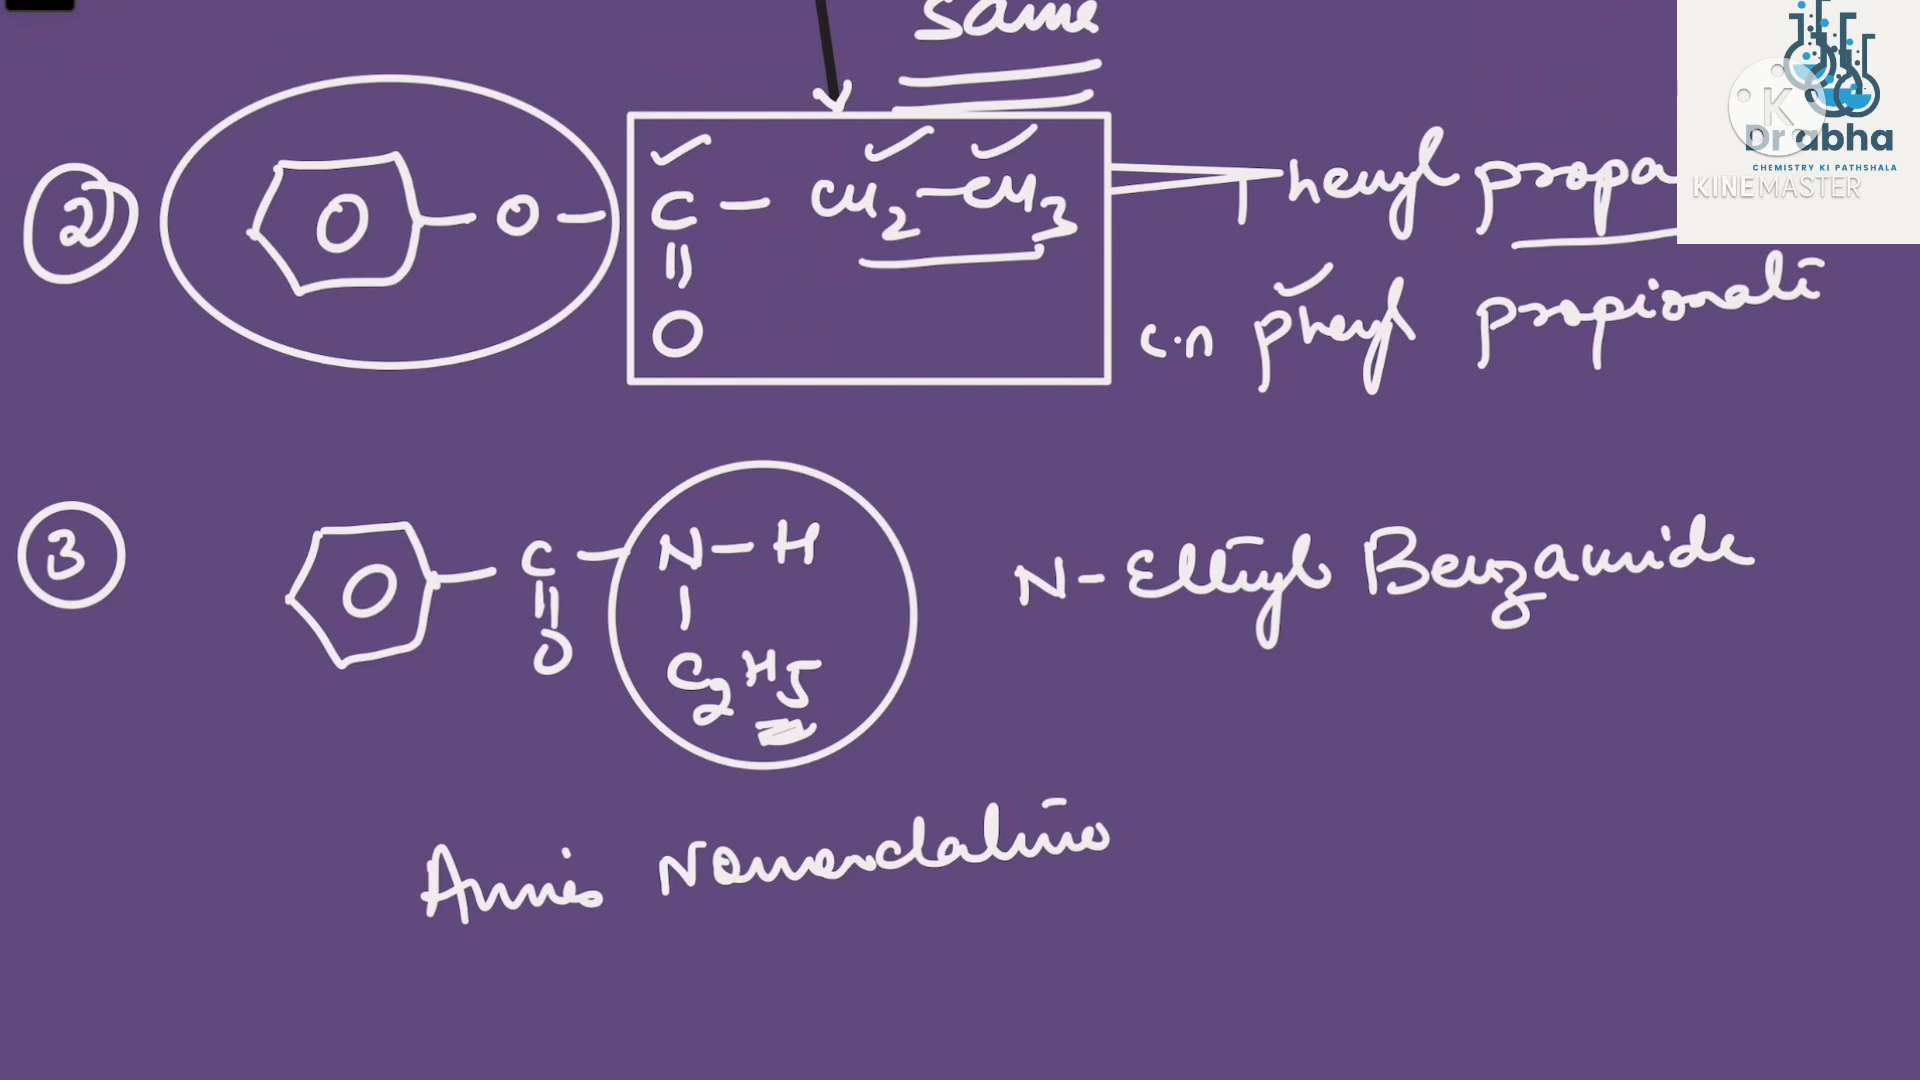 same
② O - O - C - CH2 - CH3 Phenyl propa
O
c.n phenyl propionate
Dr abha
CHEMISTRY KI PATHSHALA
K
KINEMASTER
③ O - C - N - H N- Ethyl Benzamide
O
C2H5
Nomenclature